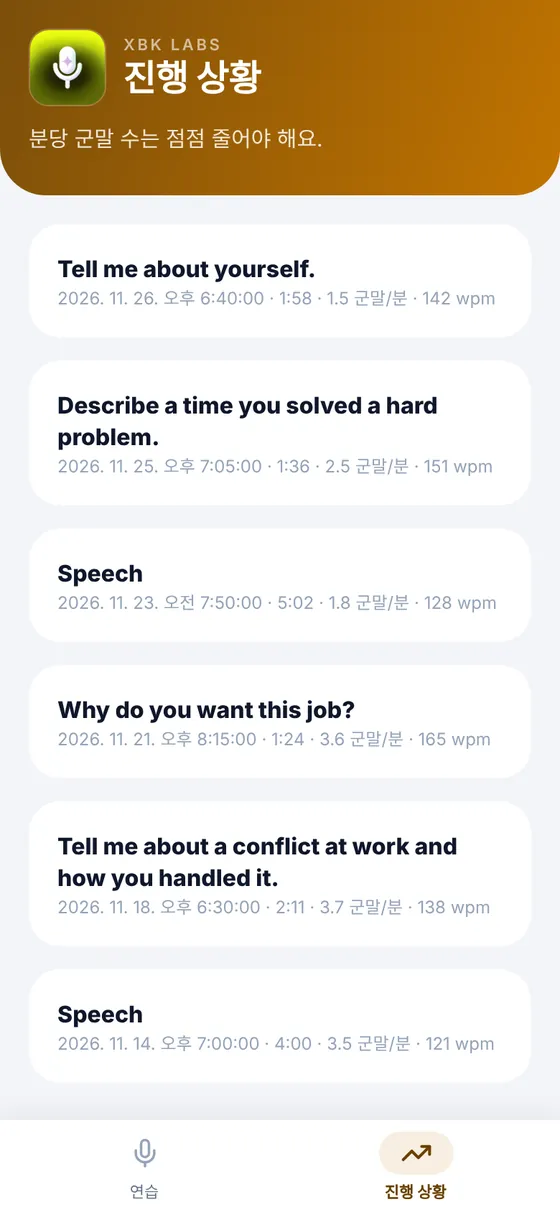 XBK LABS
진행 상황
분당 군말 수는 점점 줄어야 해요.
Tell me about yourself.
2026. 11. 26. 오후 6:40:00 · 1:58 · 1.5 군말/분 · 142 wpm
Describe a time you solved a hard
problem.
2026. 11. 25. 오후 7:05:00 · 1:36 · 2.5 군말/분 · 151 wpm
Speech
2026. 11. 23. 오전 7:50:00 · 5:02 · 1.8 군말/분 · 128 wpm
Why do you want this job?
2026. 11. 21. 오후 8:15:00 · 1:24 · 3.6 군말/분 · 165 wpm
Tell me about a conflict at work and
how you handled it.
2026. 11. 18. 오후 6:30:00 · 2:11 · 3.7 군말/분 · 138 wpm
Speech
2026. 11. 14. 오후 7:00:00 · 4:00 · 3.5 군말/분 · 121 wpm
연습
진행 상황